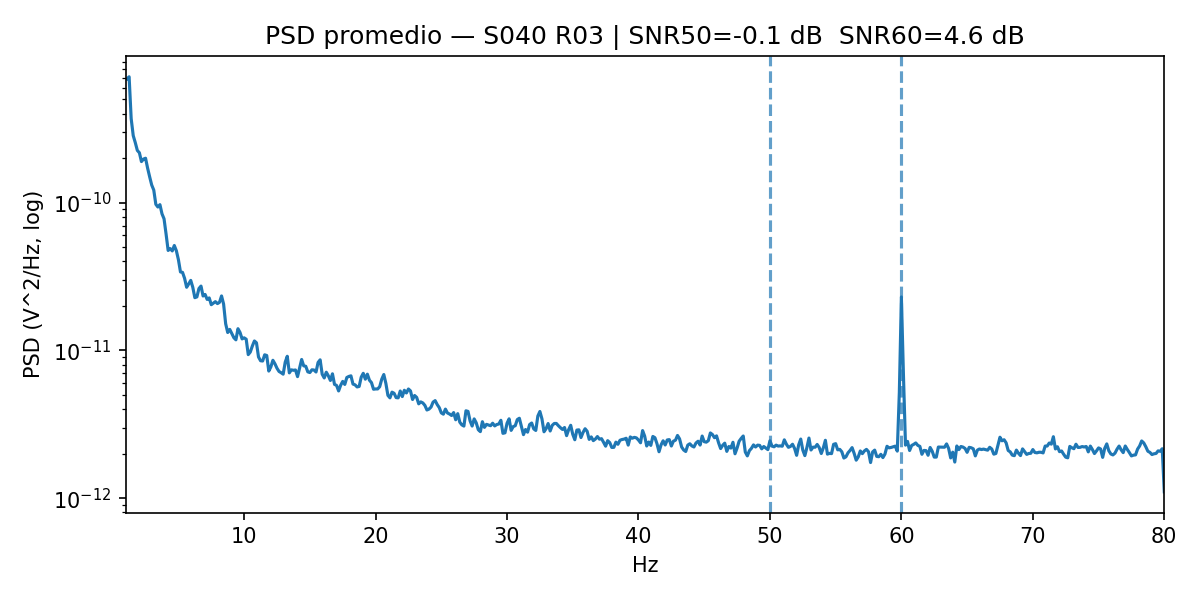 PSD promedio — S040 R03 | SNR50=-0.1 dB  SNR60=4.6 dB
PSD (V^2/Hz, log)
10⁻¹⁰
10⁻¹¹
10⁻¹²
10 20 30 40 50 60 70 80
Hz